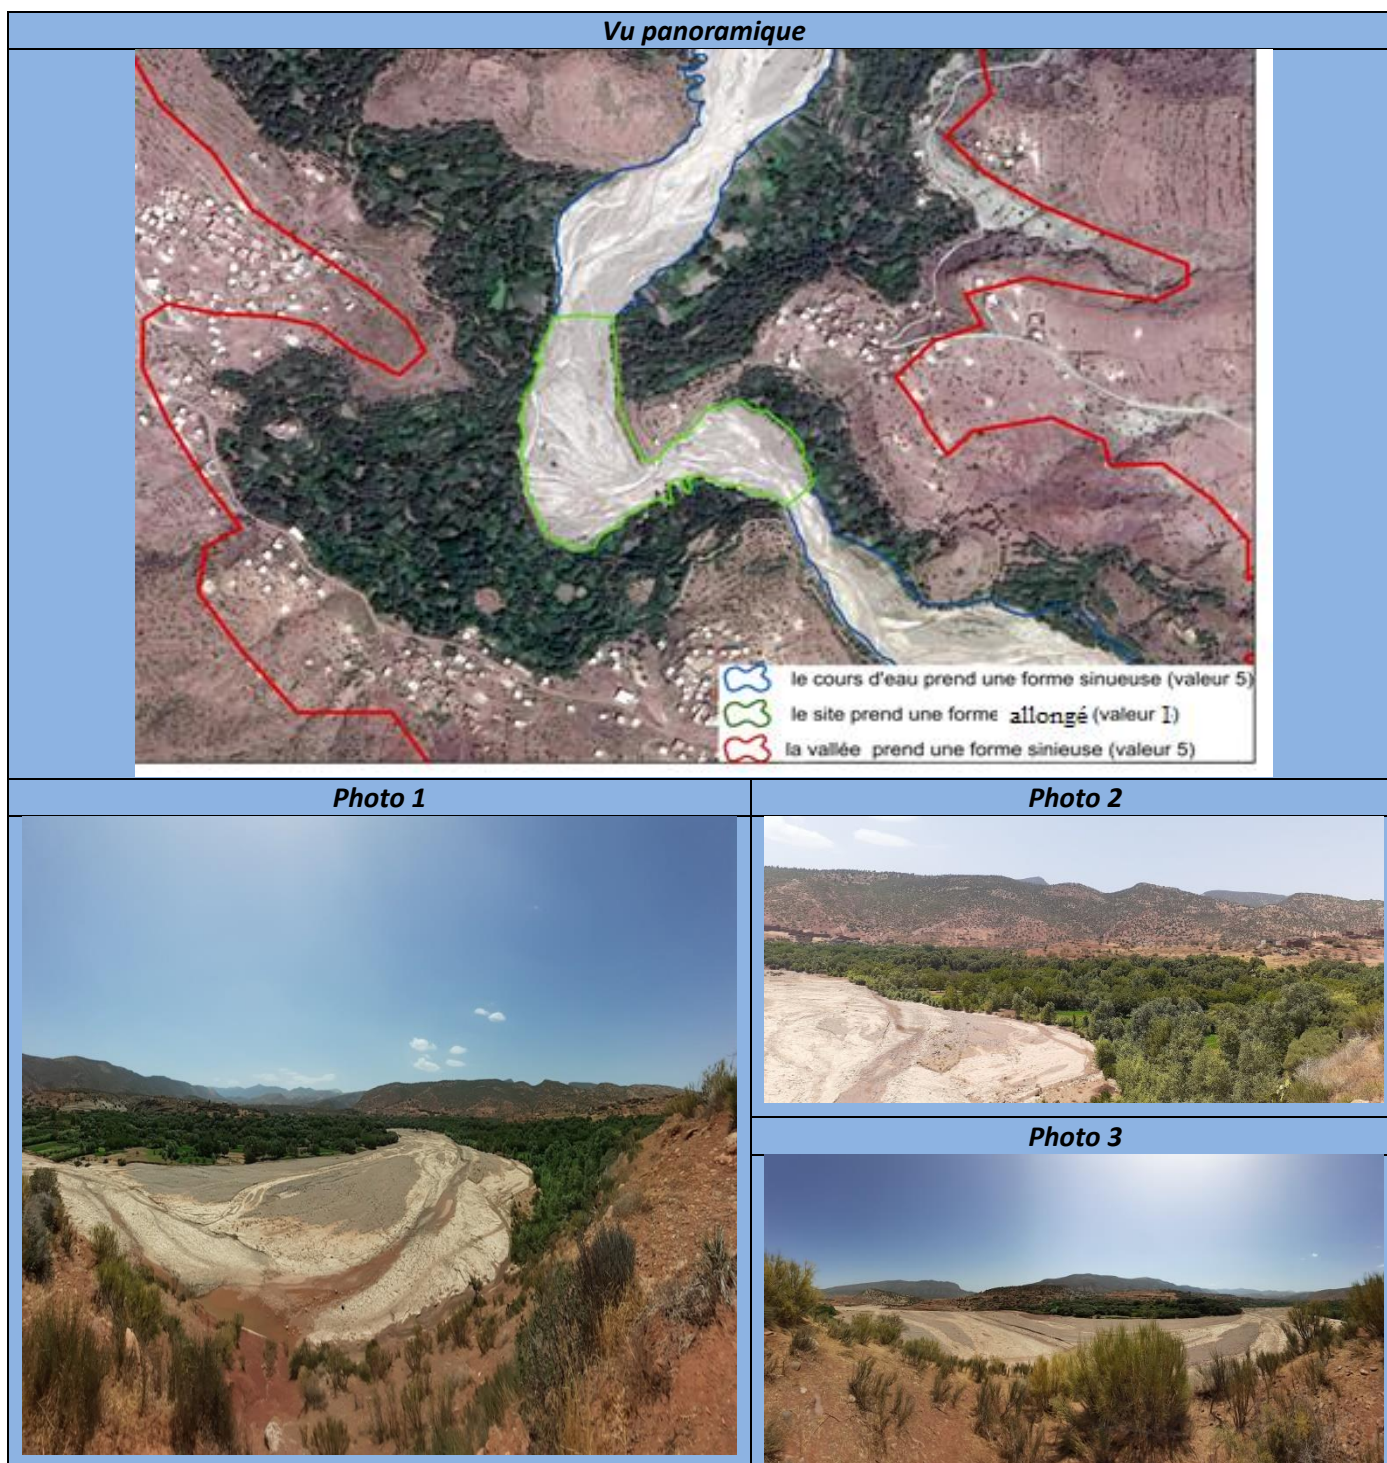 Vu panoramique
le cours d'eau prend une forme sinueuse (valeur 5)
le site prend une forme allongé (valeur I)
la vallée prend une forme sinieuse (valeur 5)
Photo 1
Photo 2
Photo 3